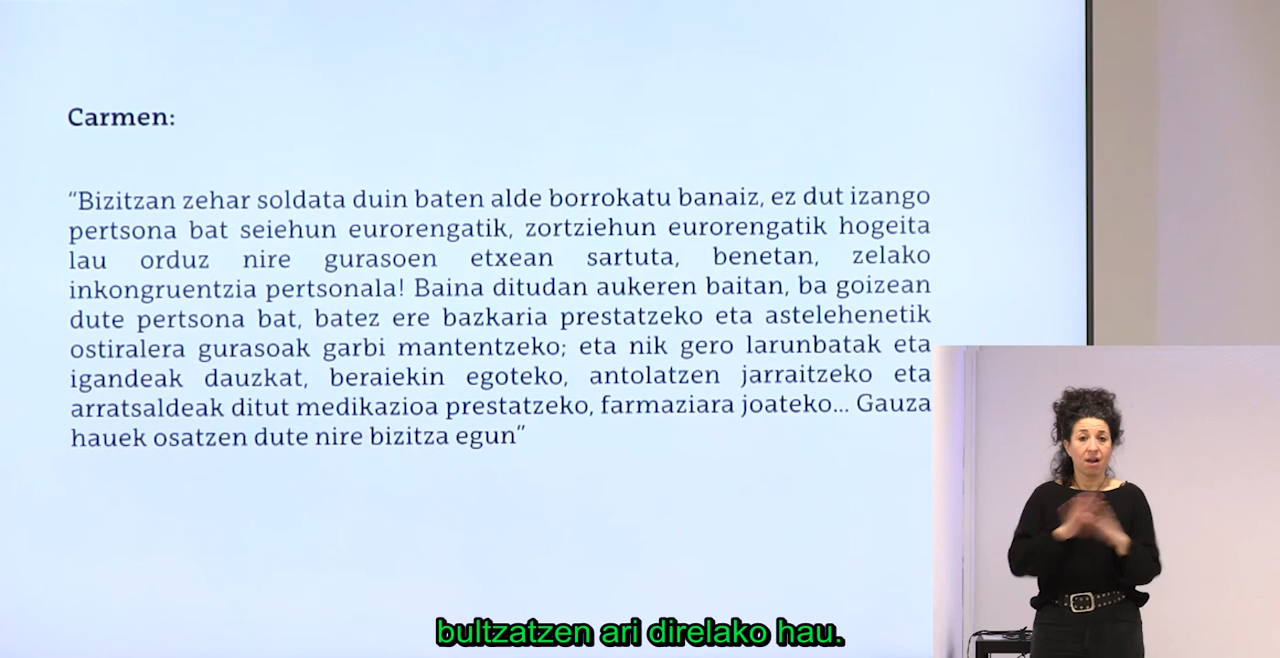 Carmen:
“Bizitzan zehar soldata duin baten alde borrokatu banaiz, ez dut izango
pertsona bat seiehun eurorengatik, zortziehun eurorengatik hogeita
lau orduz nire gurasoen etxean sartuta, benetan, zelako
inkongruentzia pertsonala! Baina ditudan aukeren baitan, ba goizean
dute pertsona bat, batez ere bazkaria prestatzeko eta astelehenetik
ostiralera gurasoak garbi mantentzeko; eta nik gero larunbatak eta
igandeak dauzkat, beraiekin egoteko, antolatzen jarraitzeko eta
arratsaldeak ditut medikazioa prestatzeko, farmaziara joateko... Gauza
hauek osatzen dute nire bizitza egun”
bultzatzen ari direlako hau.